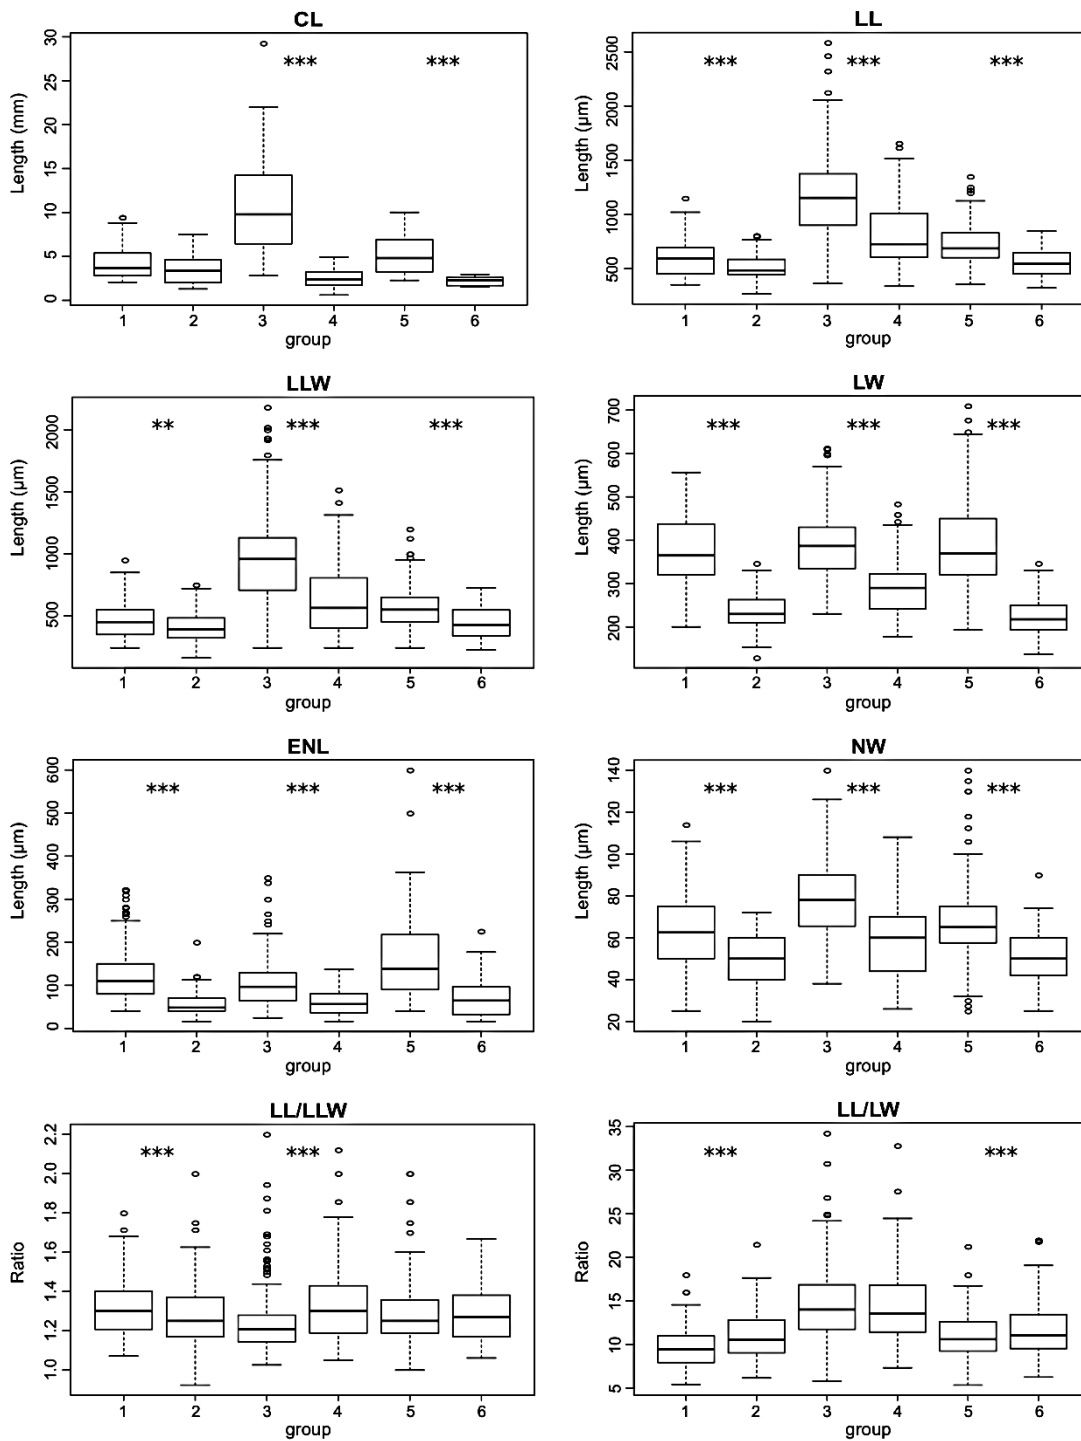 CL
Length (mm)
30
25
20
15
10
5
0
*** ***
1 2 3 4 5 6
group
LL
Length (µm)
2500
2000
1500
1000
500
*** *** ***
1 2 3 4 5 6
group
LLW
Length (µm)
2000
1500
1000
500
** *** ***
1 2 3 4 5 6
group
LW
Length (µm)
700
600
500
400
300
200
*** *** ***
1 2 3 4 5 6
group
ENL
Length (µm)
600
500
400
300
200
100
0
*** *** ***
1 2 3 4 5 6
group
NW
Length (µm)
140
120
100
80
60
40
20
*** *** ***
1 2 3 4 5 6
group
LL/LLW
Ratio
2.2
2.0
1.8
1.6
1.4
1.2
1.0
*** ***
1 2 3 4 5 6
group
LL/LW
Ratio
35
30
25
20
15
10
5
*** ***
1 2 3 4 5 6
group